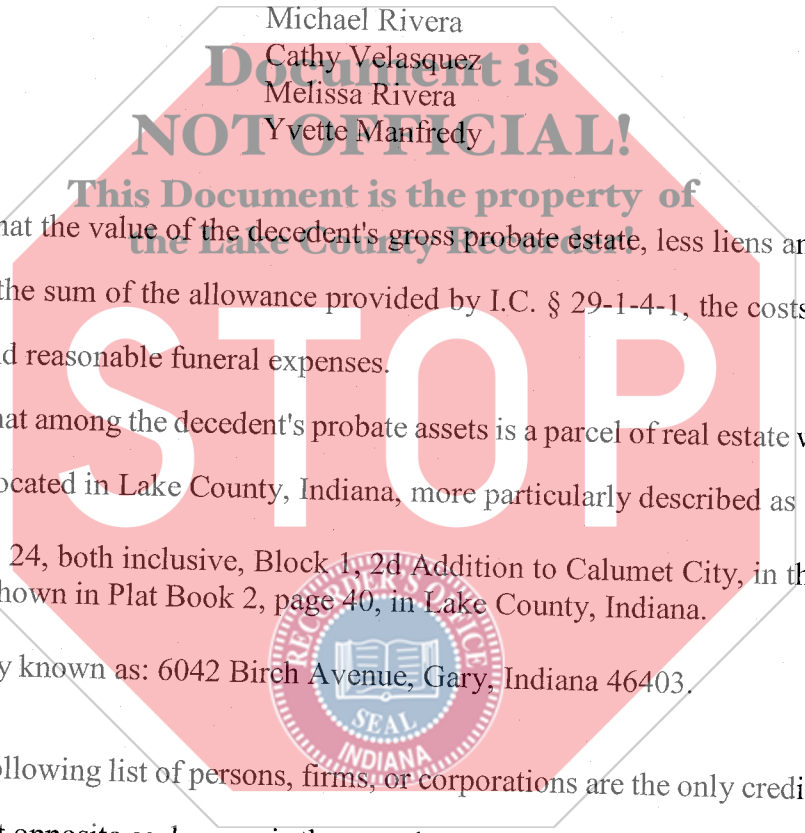 Michael Rivera
Document is
Cathy Velasquez
Melissa Rivera
NOT OFFICIAL!
Yvette Manfredy
This Document is the property of
hat the value of the decedent's gross probate estate, less liens an
the Lake County Recorder!
the sum of the allowance provided by I.C. § 29-1-4-1, the costs
d reasonable funeral expenses.
STOP
hat among the decedent's probate assets is a parcel of real estate w
ocated in Lake County, Indiana, more particularly described as
24, both inclusive, Block 1, 2d Addition to Calumet City, in th
hown in Plat Book 2, page 40, in Lake County, Indiana.
RECORDER'S OFFICE
y known as: 6042 Birch Avenue, Gary, Indiana 46403.
SEAL
INDIANA
ollowing list of persons, firms, or corporations are the only credi